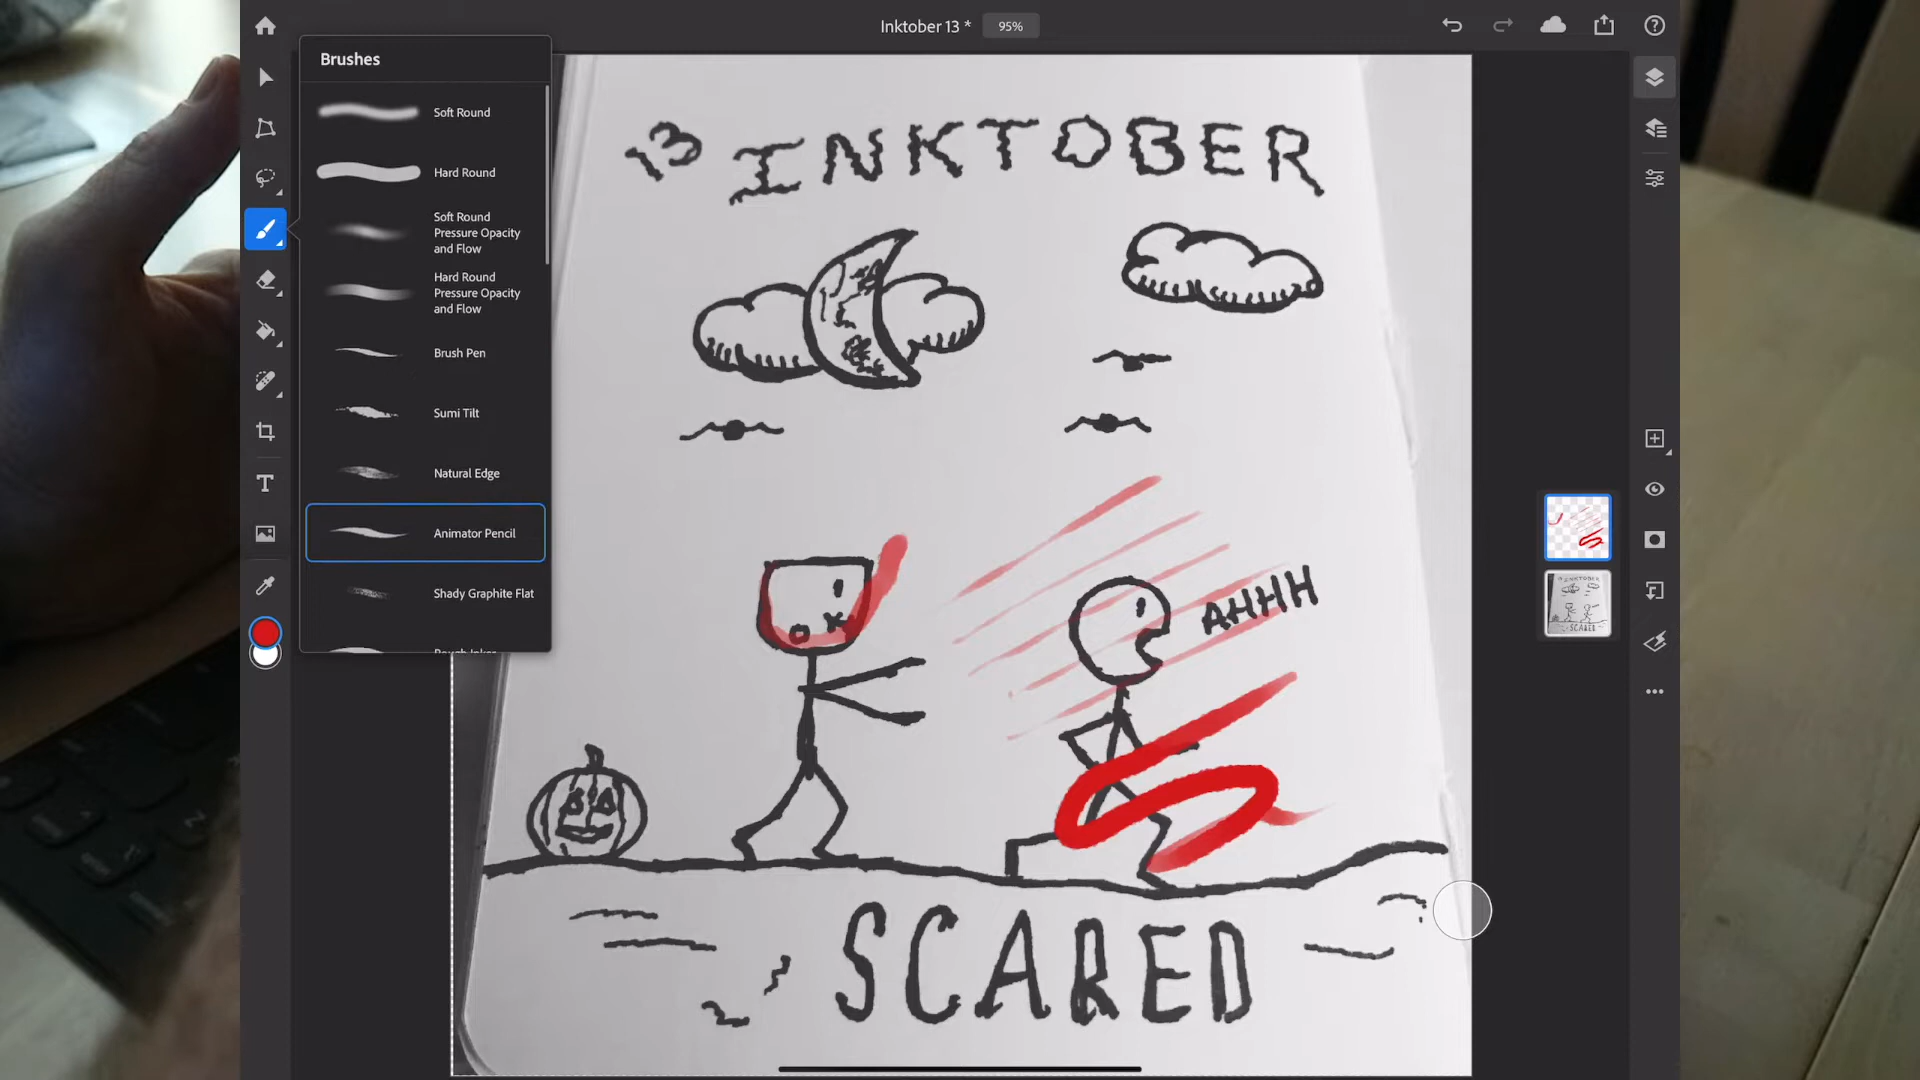 Inktober 13 *
95%
Brushes
Soft Round
Hard Round
Soft Round
Pressure Opacity
and Flow
Hard Round
Pressure Opacity
and Flow
Brush Pen
Sumi Tilt
Natural Edge
Animator Pencil
Shady Graphite Flat
13 INKTOBER
AHHH
SCARED